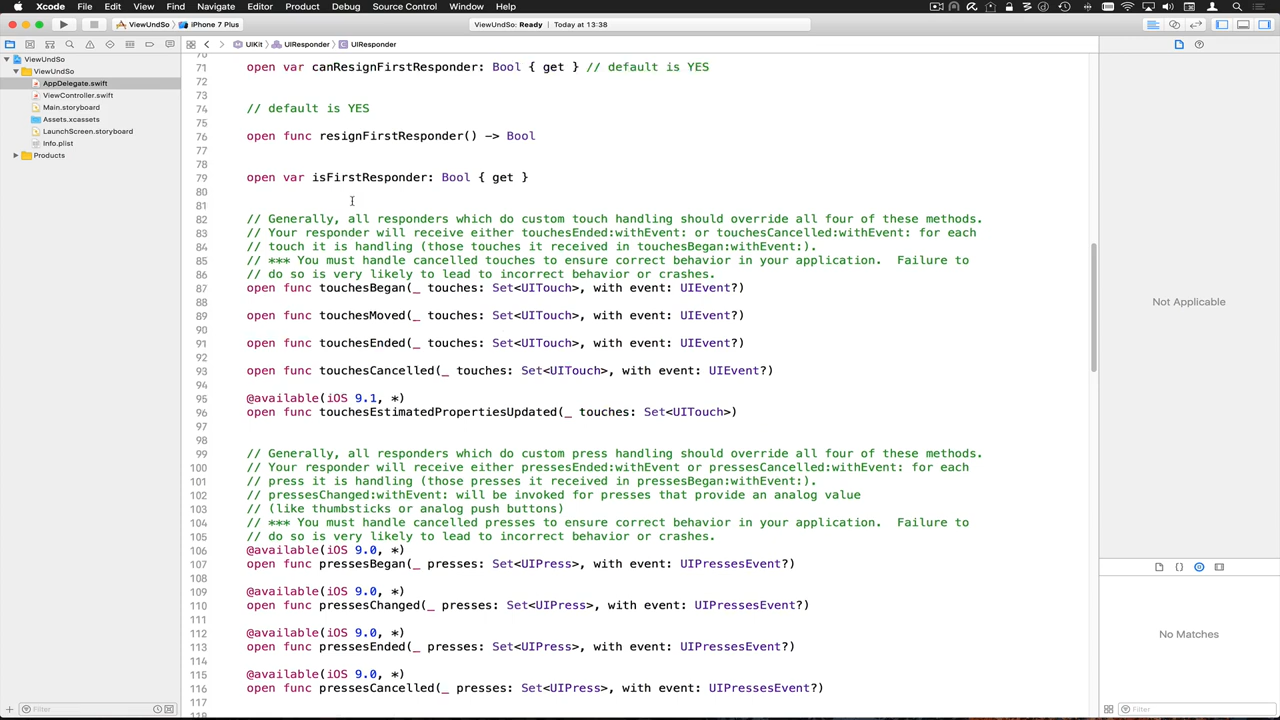 Xcode File Edit View Find Navigate Editor Product Debug Source Control Window Help
ViewUndSo iPhone 7 Plus
ViewUndSo: Ready Today at 13:38
UIKit UIResponder UIResponder
ViewUndSo
ViewUndSo
AppDelegate.swift
ViewController.swift
Main.storyboard
Assets.xcassets
LaunchScreen.storyboard
Info.plist
Products
71 open var canResignFirstResponder: Bool { get } // default is YES
72
73
74 // default is YES
76 open func resignFirstResponder() -> Bool
77
78
79 open var isFirstResponder: Bool { get }
80
81
82 // Generally, all responders which do custom touch handling should override all four of these methods.
83 // Your responder will receive either touchesEnded:withEvent: or touchesCancelled:withEvent: for each
84 // touch it is handling (those touches it received in touchesBegan:withEvent:).
85 // *** You must handle cancelled touches to ensure correct behavior in your application.  Failure to
86 // do so is very likely to lead to incorrect behavior or crashes.
87 open func touchesBegan(_ touches: Set<UITouch>, with event: UIEvent?)
88
89 open func touchesMoved(_ touches: Set<UITouch>, with event: UIEvent?)
90
91 open func touchesEnded(_ touches: Set<UITouch>, with event: UIEvent?)
92
93 open func touchesCancelled(_ touches: Set<UITouch>, with event: UIEvent?)
94
95 @available(iOS 9.1, *)
96 open func touchesEstimatedPropertiesUpdated(_ touches: Set<UITouch>)
97
98
99 // Generally, all responders which do custom press handling should override all four of these methods.
100 // Your responder will receive either pressesEnded:withEvent or pressesCancelled:withEvent: for each
101 // press it is handling (those presses it received in pressesBegan:withEvent:).
102 // pressesChanged:withEvent: will be invoked for presses that provide an analog value
103 // (like thumbsticks or analog push buttons)
104 // *** You must handle cancelled presses to ensure correct behavior in your application.  Failure to
105 // do so is very likely to lead to incorrect behavior or crashes.
106 @available(iOS 9.0, *)
107 open func pressesBegan(_ presses: Set<UIPress>, with event: UIPressesEvent?)
108
109 @available(iOS 9.0, *)
110 open func pressesChanged(_ presses: Set<UIPress>, with event: UIPressesEvent?)
111
112 @available(iOS 9.0, *)
113 open func pressesEnded(_ presses: Set<UIPress>, with event: UIPressesEvent?)
114
115 @available(iOS 9.0, *)
116 open func pressesCancelled(_ presses: Set<UIPress>, with event: UIPressesEvent?)
117
Not Applicable
No Matches
Filter
Filter